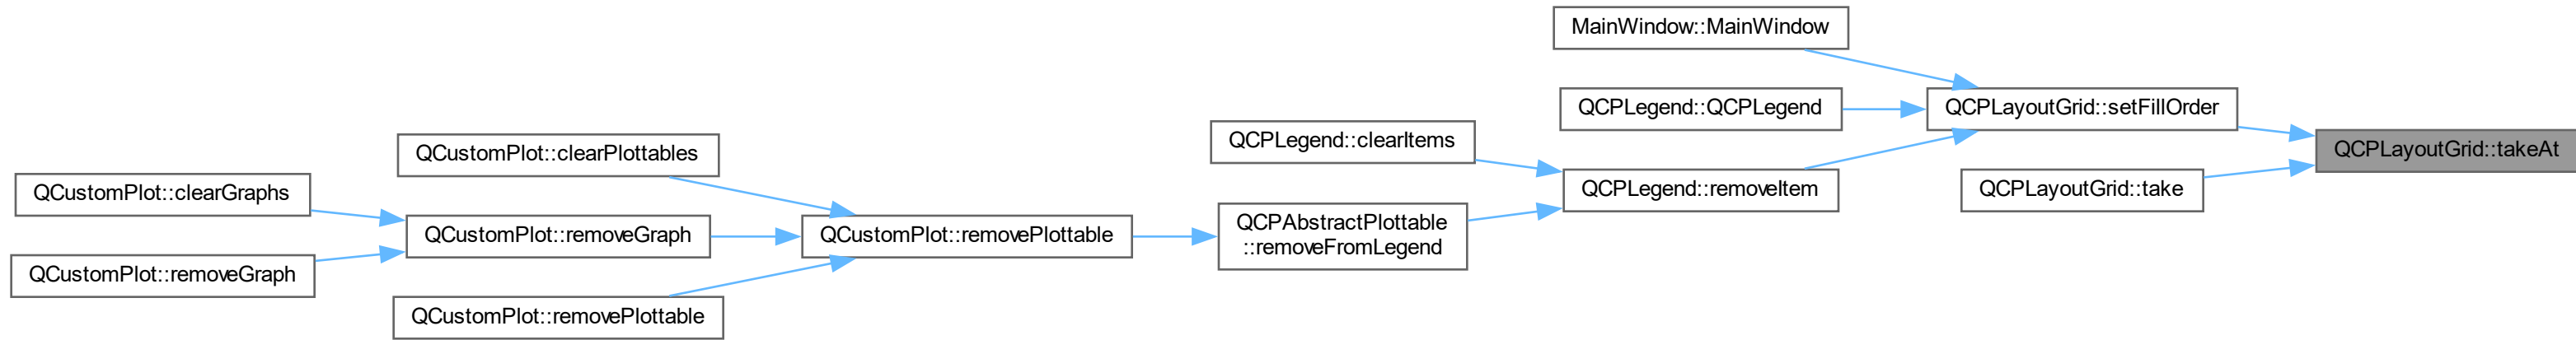 MainWindow::MainWindow
QCPLegend::QCPLegend
QCPLayoutGrid::setFillOrder
QCPLegend::clearItems
QCustomPlot::clearPlottables
QCPLayoutGrid::takeAt
QCustomPlot::clearGraphs
QCPLegend::removeItem
QCPLayoutGrid::take
QCustomPlot::removeGraph
QCustomPlot::removePlottable
QCPAbstractPlottable
::removeFromLegend
QCustomPlot::removeGraph
QCustomPlot::removePlottable